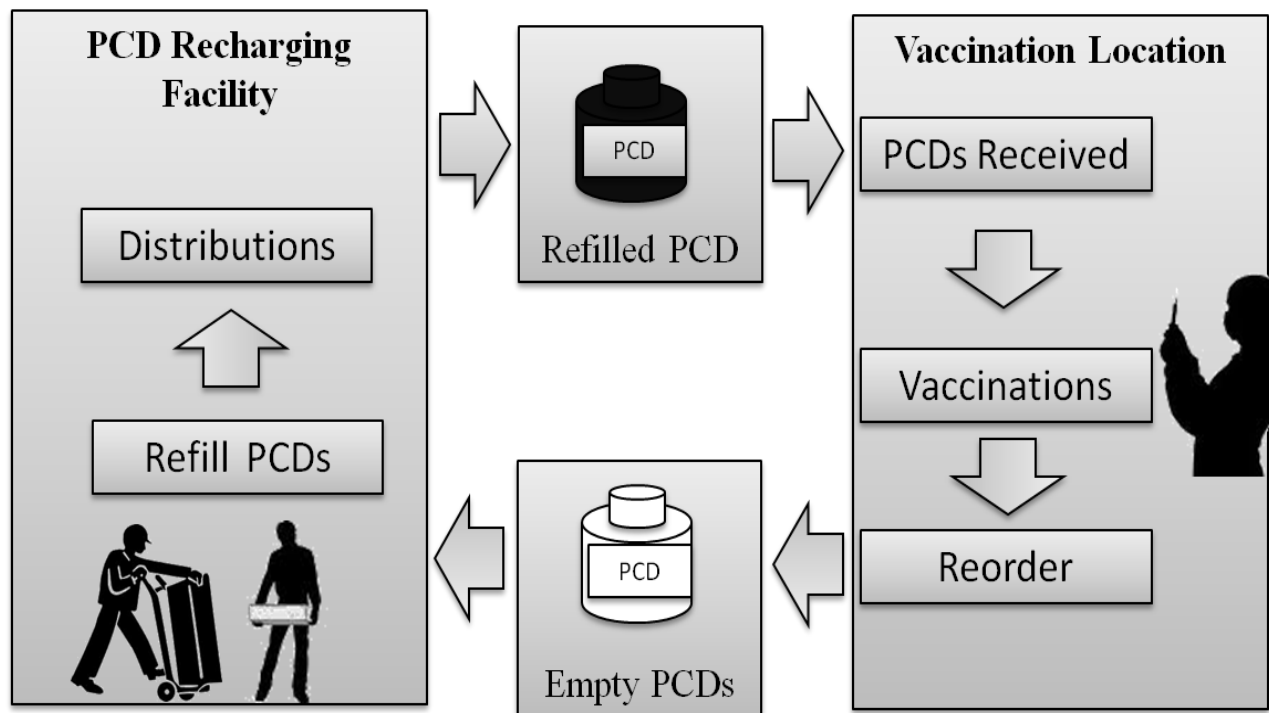 PCD Recharging
Facility
Distributions
Refill PCDs
PCD
Refilled PCD
Vaccination Location
PCDs Received
Vaccinations
Reorder
PCD
Empty PCDs